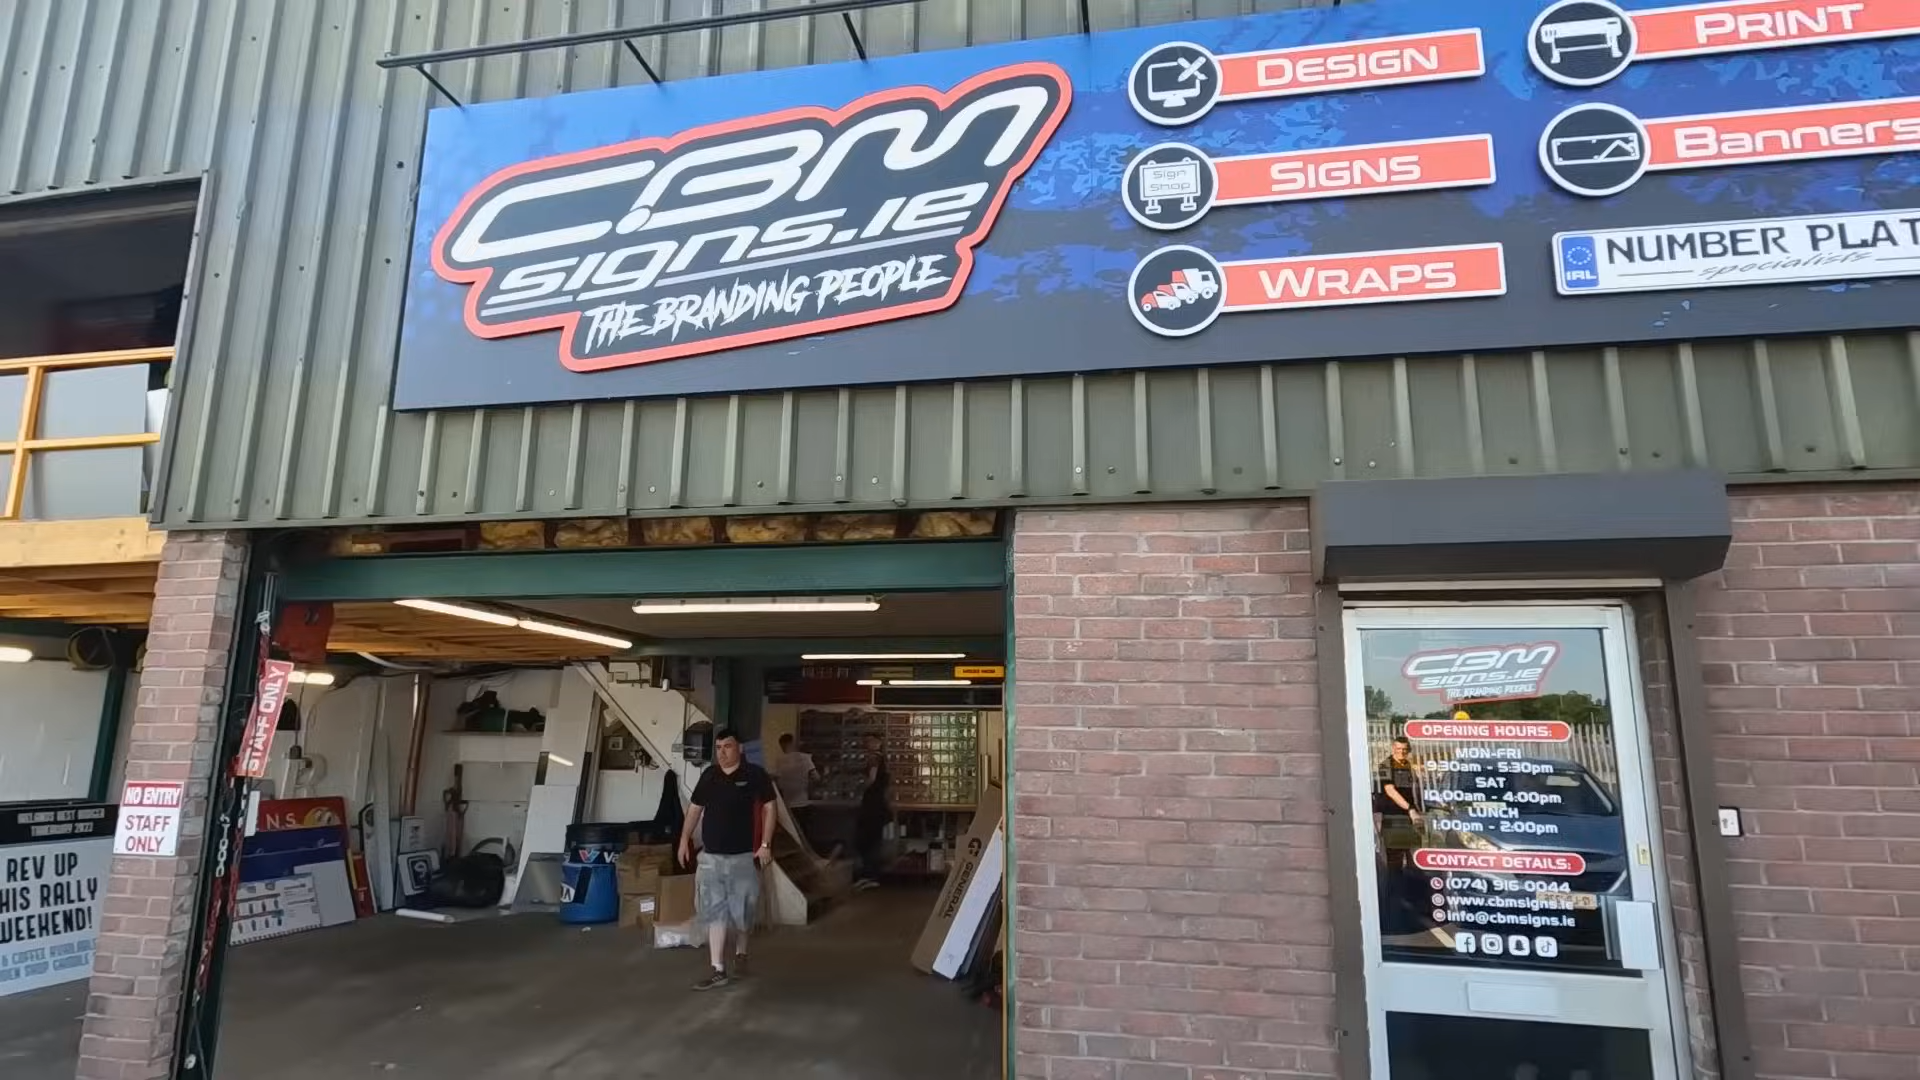 CBM
signs.ie
THE BRANDING PEOPLE
DESIGN
Sign
Shop
SIGNS
WRAPS
PRINT
BANNERS
IRL
NUMBER PLAT
specialists
STAFF ONLY
NO ENTRY
STAFF
ONLY
REV UP
HIS RALLY
WEEKEND!
N.S
GENERAL
CBM
signs.ie
THE BRANDING PEOPLE
OPENING HOURS:
MON-FRI
9:30am - 5:30pm
SAT
10:00am - 4:00pm
LUNCH
1:00pm - 2:00pm
CONTACT DETAILS:
(074) 916 0044
www.cbmsigns.ie
info@cbmsigns.ie